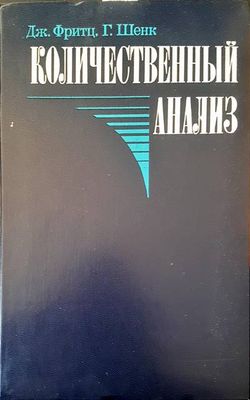 Дж. Фритц, Г. Шенк
КОЛИЧЕСТВЕННЫЙ
АНАЛИЗ